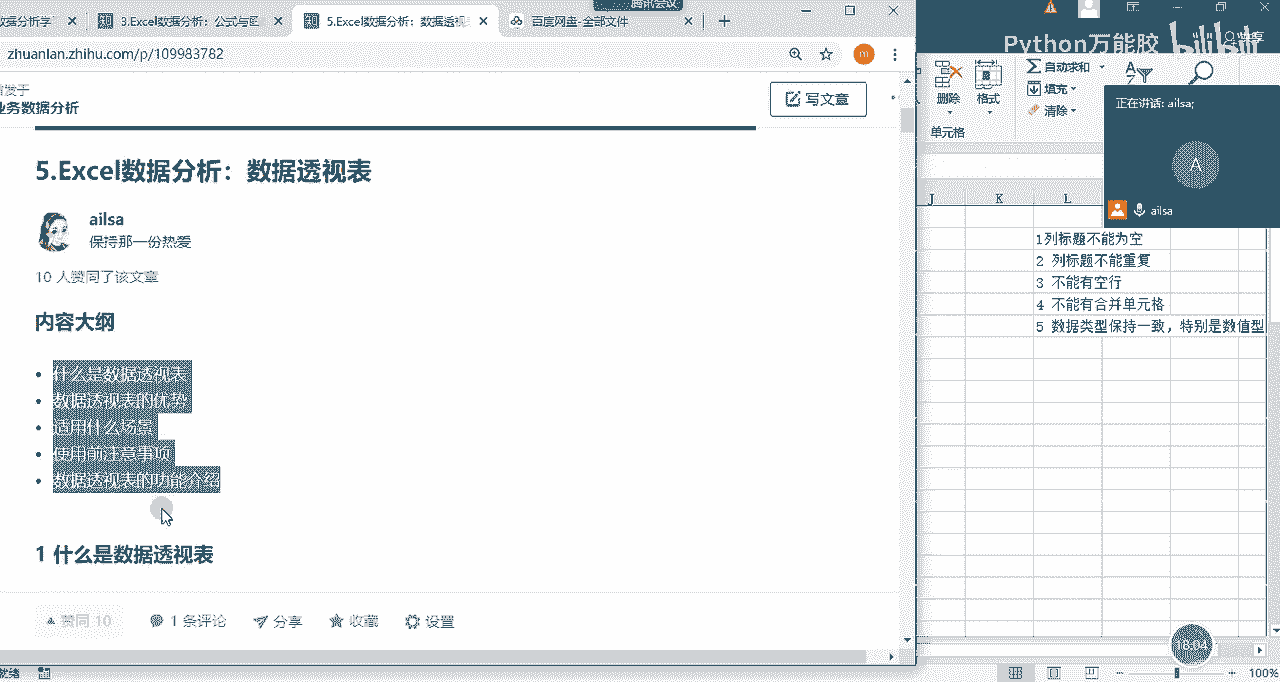 腾讯会议
数据分析学
3.Excel数据分析：公式与
5.Excel数据分析：数据透视
百度网盘-全部文件
zhuanlan.zhihu.com/p/109983782
m
发于
业务数据分析
写文章
5.Excel数据分析：数据透视表
ailsa
保持那一份热爱
10 人赞同了该文章
内容大纲
什么是数据透视表
数据透视表的优势
适用什么场景
使用前注意事项
数据透视表的功能介绍
1 什么是数据透视表
赞同 10
1 条评论
分享
收藏
设置
就绪
Python万能胶
bilibili
共享
删除
格式
单元格
自动求和
填充
清除
正在讲话: ailsa;
A
ailsa
J
K
L
1列标题不能为空
2 列标题不能重复
3 不能有空行
4 不能有合并单元格
5 数据类型保持一致，特别是数值型
18:04
100%